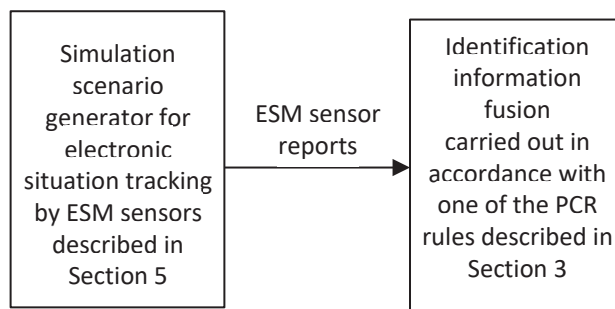 Simulation
scenario
generator for
electronic
situation tracking
by ESM sensors
described in
Section 5
ESM sensor
reports
Identification
information
fusion
carried out in
accordance with
one of the PCR
rules described in
Section 3